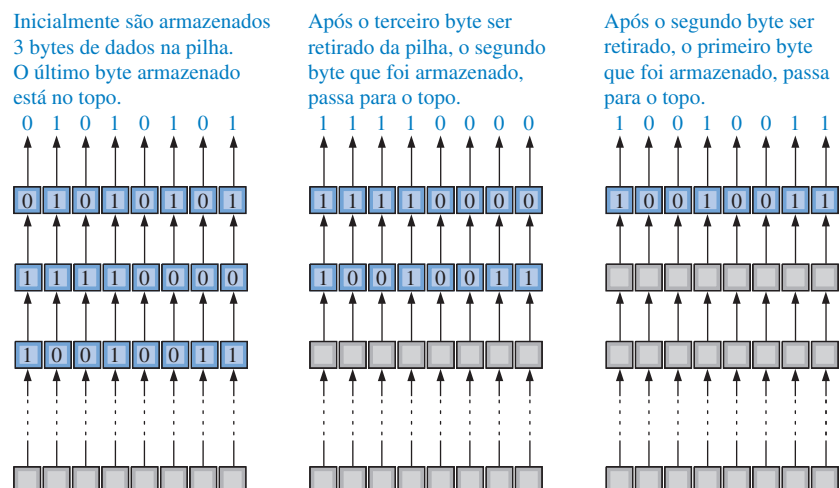 Inicialmente são armazenados
3 bytes de dados na pilha.
O último byte armazenado
está no topo.
0 1 0 1 0 1 0 1
0 1 0 1 0 1 0 1
1 1 1 1 0 0 0 0
1 0 0 1 0 0 1 1
Após o terceiro byte ser
retirado da pilha, o segundo
byte que foi armazenado,
passa para o topo.
1 1 1 1 0 0 0 0
1 1 1 1 0 0 0 0
1 0 0 1 0 0 1 1
Após o segundo byte ser
retirado, o primeiro byte
que foi armazenado, passa
para o topo.
1 0 0 1 0 0 1 1
1 0 0 1 0 0 1 1